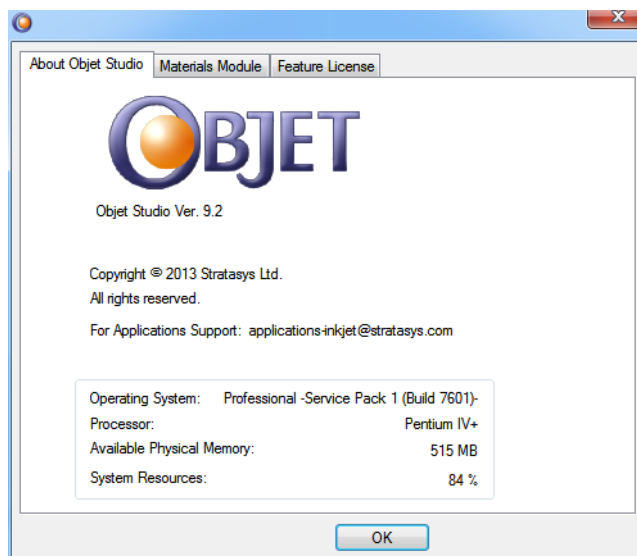 About Objet Studio Materials Module Feature License
OBJET
Objet Studio Ver. 9.2
Copyright © 2013 Stratasys Ltd.
All rights reserved.
For Applications Support: applications-inkjet@stratasys.com
Operating System: Professional -Service Pack 1 (Build 7601)-
Processor: Pentium IV+
Available Physical Memory: 515 MB
System Resources: 84 %
OK